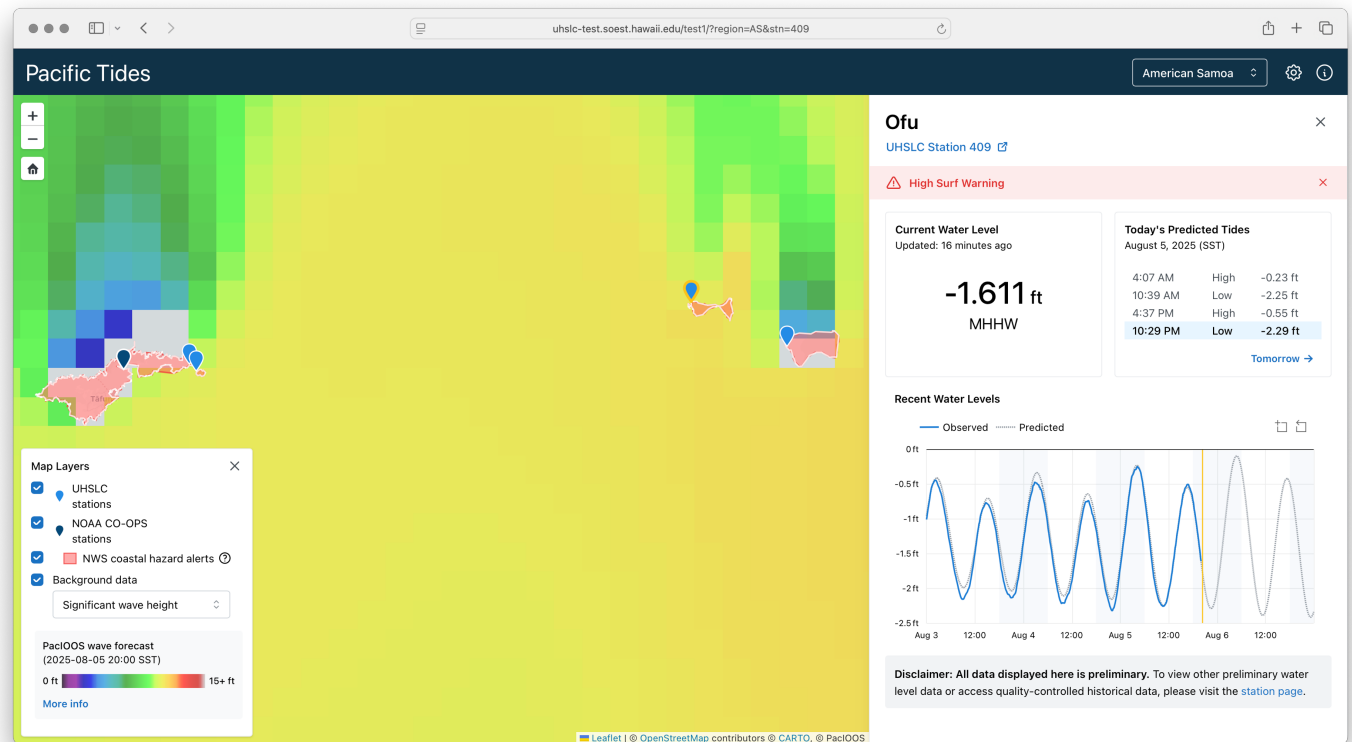 uhslc-test.soest.hawaii.edu/test1/?region=AS&stn=409
Pacific Tides
American Samoa
+
−
Ofu
UHSLC Station 409
High Surf Warning
Current Water Level
Updated: 16 minutes ago
-1.611 ft
MHHW
Today's Predicted Tides
August 5, 2025 (SST)
4:07 AM High -0.23 ft
10:39 AM Low -2.25 ft
4:37 PM High -0.55 ft
10:29 PM Low -2.29 ft
Tomorrow →
Recent Water Levels
Observed Predicted
0 ft
-0.5 ft
-1 ft
-1.5 ft
-2 ft
-2.5 ft
Aug 3 12:00 Aug 4 12:00 Aug 5 12:00 Aug 6 12:00
Disclaimer: All data displayed here is preliminary. To view other preliminary water
level data or access quality-controlled historical data, please visit the station page.
Map Layers
UHSLC
stations
NOAA CO-OPS
stations
NWS coastal hazard alerts
Background data
Significant wave height
PacIOOS wave forecast
(2025-08-05 20:00 SST)
0 ft 15+ ft
More info
Leaflet | © OpenStreetMap contributors © CARTO, © PacIOOS